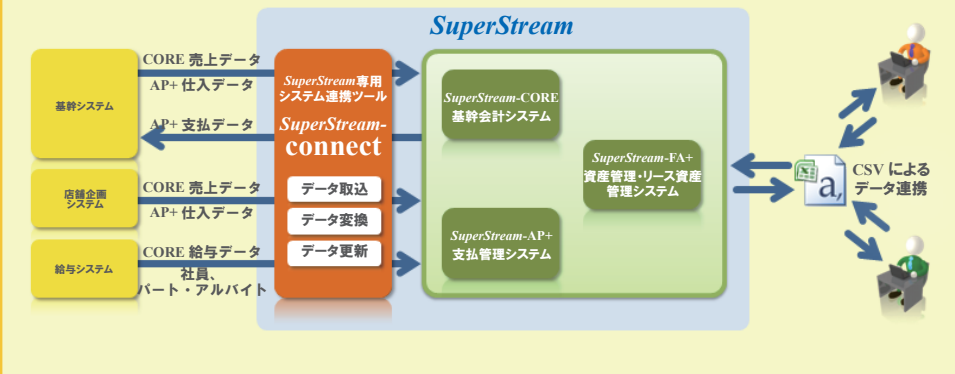 SuperStream
基幹システム
CORE 売上データ
AP+ 仕入データ
AP+ 支払データ
店舗企画
システム
CORE 売上データ
AP+ 仕入データ
給与システム
CORE 給与データ
社員、
パート・アルバイト
SuperStream専用
システム連携ツール
SuperStream-
connect
データ取込
データ変換
データ更新
SuperStream-CORE
基幹会計システム
SuperStream-FA+
資産管理・リース資産
管理システム
SuperStream-AP+
支払管理システム
a,
CSV による
データ連携